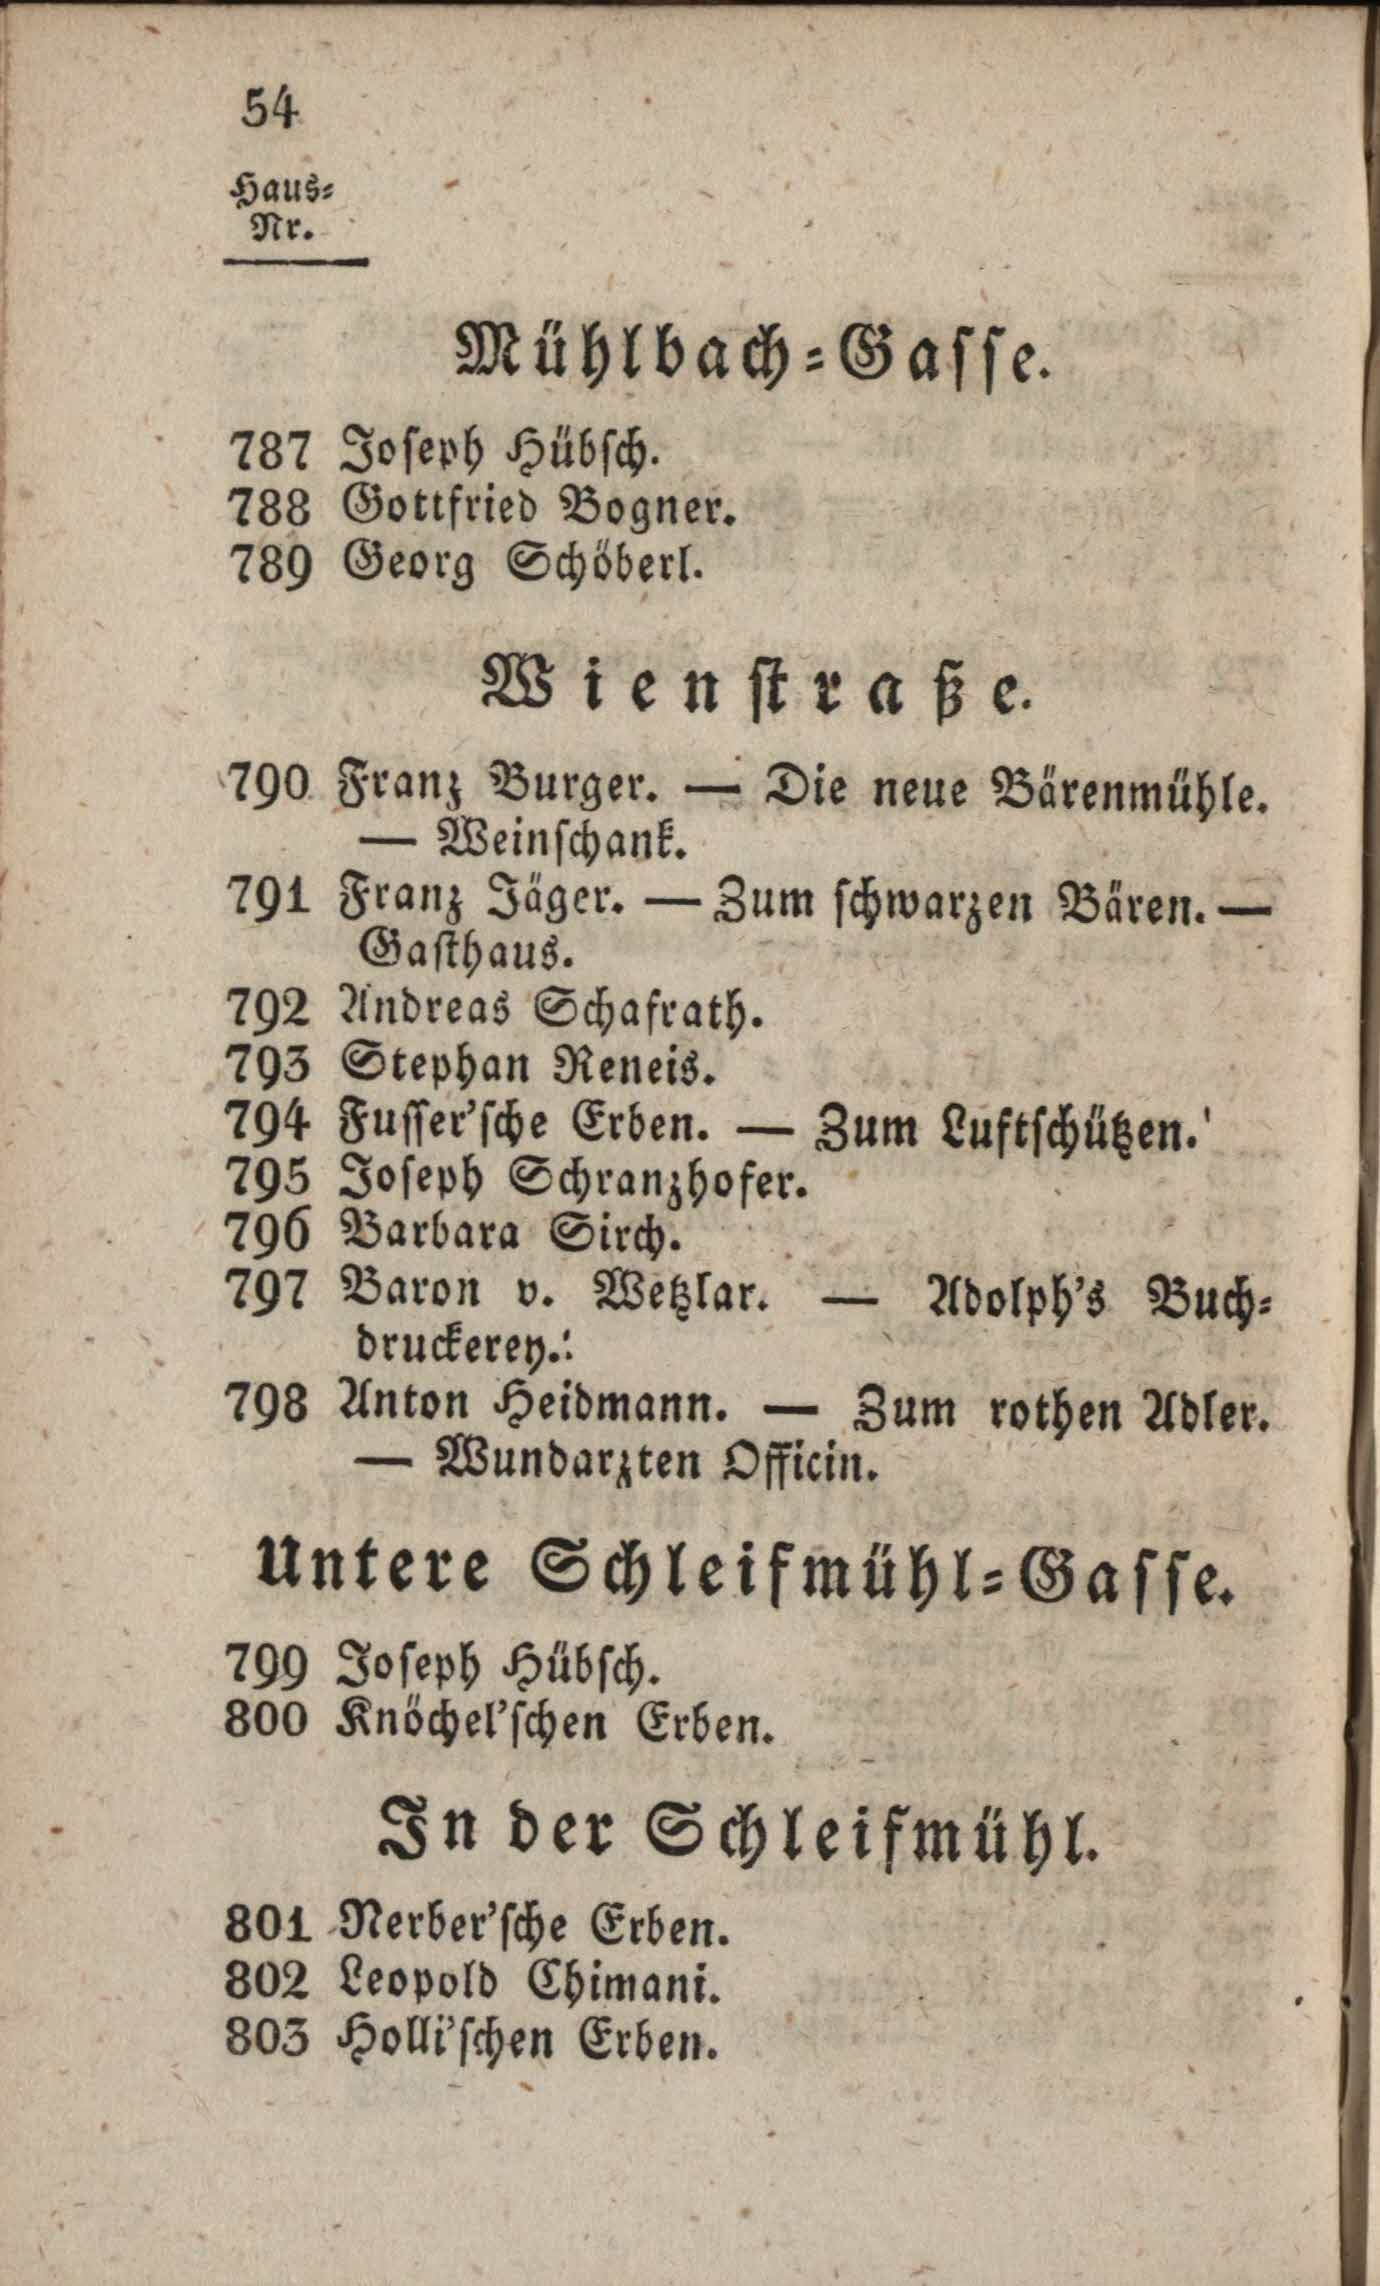 54
Haus-
Nr.
Mühlbach-Gasse.
787 Joseph Hübsch.
788 Gottfried Bogner.
789 Georg Schöberl.
Wienstraße.
790 Franz Burger. — Die neue Bärenmühle.
— Weinschank.
791 Franz Jäger. — Zum schwarzen Bären. —
Gasthaus.
792 Andreas Schafrath.
793 Stephan Reneis.
794 Fusser'sche Erben. — Zum Luftschützen.
795 Joseph Schranzhofer.
796 Barbara Sirch.
797 Baron v. Wetzlar. — Adolph's Buch-
druckerey.
798 Anton Heidmann. — Zum rothen Adler.
— Wundarzten Officin.
Untere Schleifmühl-Gasse.
799 Joseph Hübsch.
800 Knöchel'schen Erben.
In der Schleifmühl.
801 Nerber'sche Erben.
802 Leopold Chimani.
803 Holli'schen Erben.